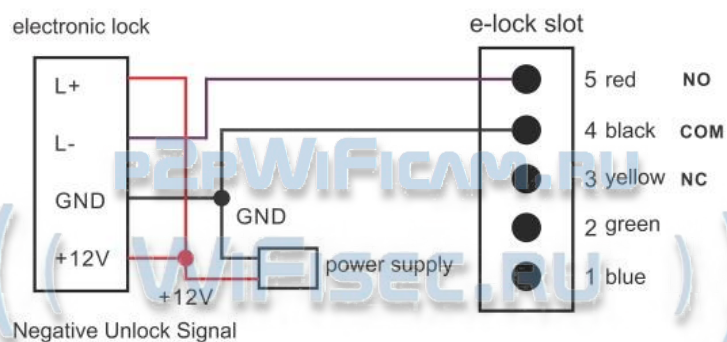 electronic lock
e-lock slot
L+
5 red NO
L-
4 black COM
P2PWIFICAM.RU
3 yellow NC
GND
GND
2 green
+12V
power supply
WIFISEC.RU
1 blue
+12V
Negative Unlock Signal